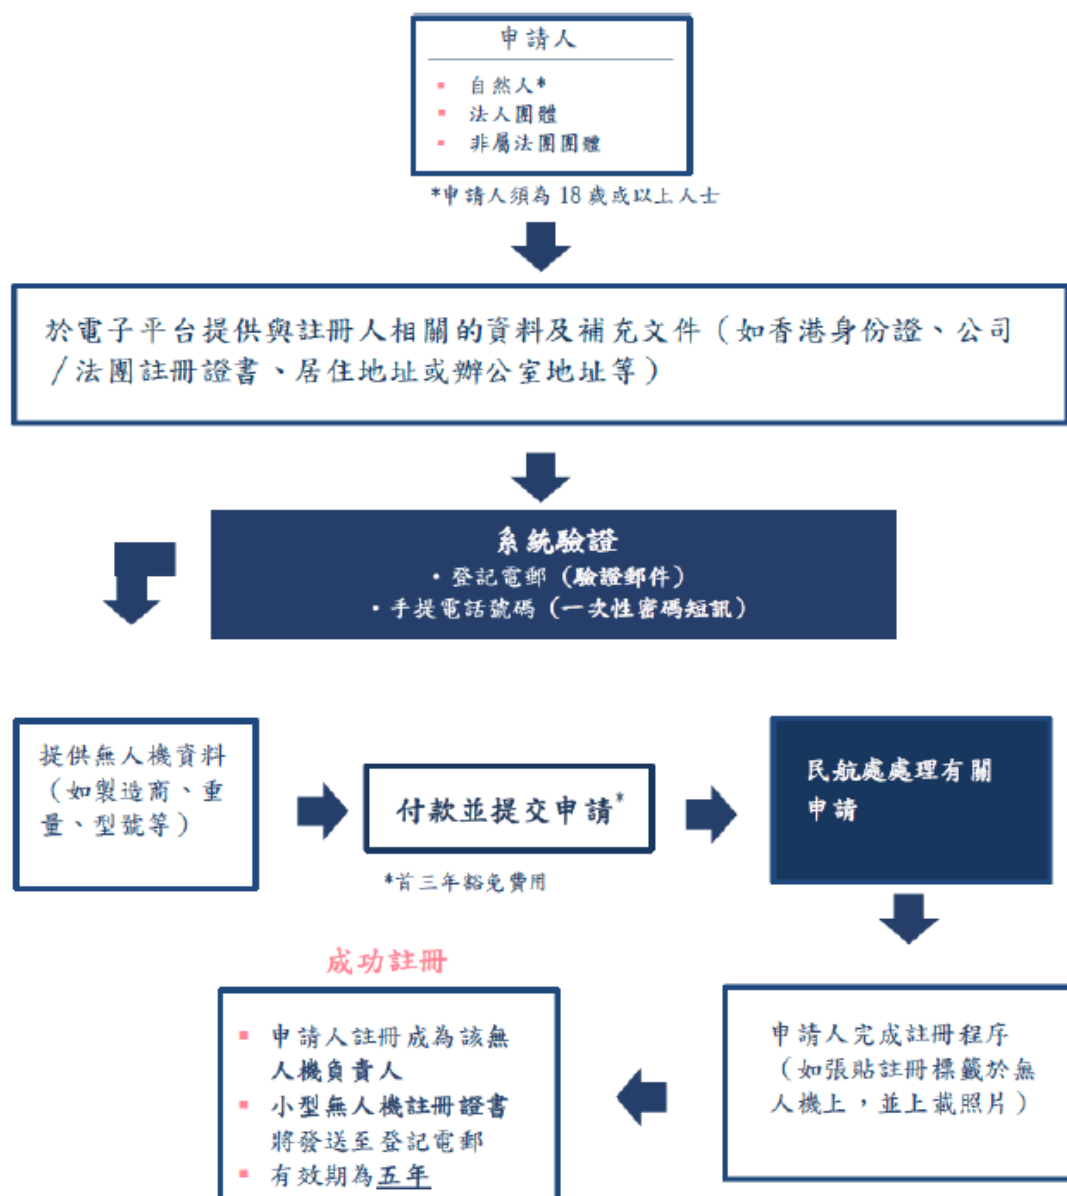 申請人
▪ 自然人*
▪ 法人團體
▪ 非屬法團團體
*申請人須為 18 歲或以上人士
於電子平台提供與註冊人相關的資料及補充文件（如香港身份證、公司
／法團註冊證書、居住地址或辦公室地址等）
系統驗證
・登記電郵（驗證郵件）
・手提電話號碼（一次性密碼短訊）
提供無人機資料
（如製造商、重
量、型號等）
付款並提交申請*
*首三年豁免費用
民航處處理有關
申請
申請人完成註冊程序
（如張貼註冊標籤於無
人機上，並上載照片）
成功註冊
▪ 申請人註冊成為該無
人機負責人
▪ 小型無人機註冊證書
將發送至登記電郵
▪ 有效期為五年